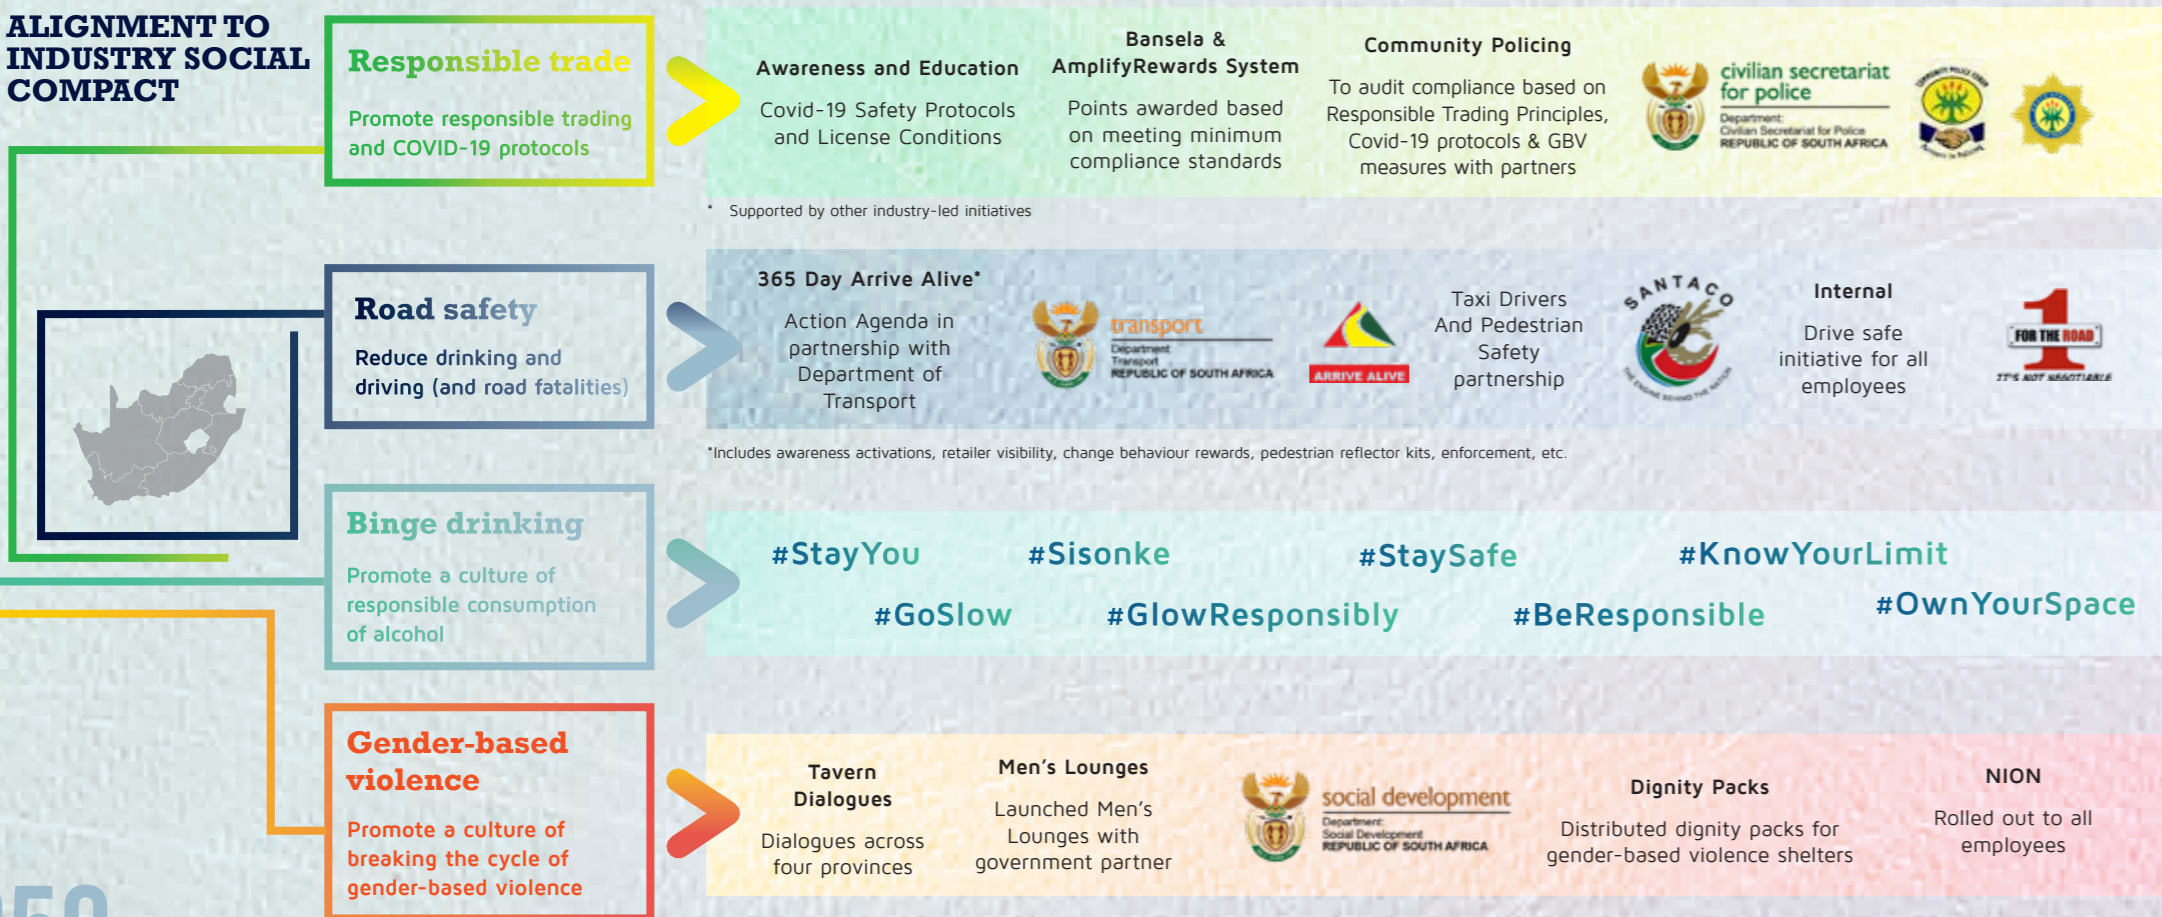 ALIGNMENT TO
INDUSTRY SOCIAL
COMPACT
Responsible trade
Promote responsible trading
and COVID-19 protocols
Awareness and Education
Covid-19 Safety Protocols
and License Conditions
Bansela &
AmplifyRewards System
Points awarded based
on meeting minimum
compliance standards
Community Policing
To audit compliance based on
Responsible Trading Principles,
Covid-19 protocols & GBV
measures with partners
civilian secretariat
for police
Department:
Civilian Secretariat for Police
REPUBLIC OF SOUTH AFRICA
* Supported by other industry-led initiatives
Road safety
Reduce drinking and
driving (and road fatalities)
365 Day Arrive Alive*
Action Agenda in
partnership with
Department of
Transport
transport
Department
Transport
REPUBLIC OF SOUTH AFRICA
ARRIVE ALIVE
Taxi Drivers
And Pedestrian
Safety
partnership
SANTACO
THE ENGINE BEHIND THE NATION
Internal
Drive safe
initiative for all
employees
1
FOR THE ROAD
IT'S NOT NEGOTIABLE
*Includes awareness activations, retailer visibility, change behaviour rewards, pedestrian reflector kits, enforcement, etc.
Binge drinking
Promote a culture of
responsible consumption
of alcohol
#StayYou #Sisonke #StaySafe #KnowYourLimit
#GoSlow #GlowResponsibly #BeResponsible #OwnYourSpace
Gender-based
violence
Promote a culture of
breaking the cycle of
gender-based violence
Tavern
Dialogues
Dialogues across
four provinces
Men's Lounges
Launched Men's
Lounges with
government partner
social development
Department:
Social Development
REPUBLIC OF SOUTH AFRICA
Dignity Packs
Distributed dignity packs for
gender-based violence shelters
NION
Rolled out to all
employees